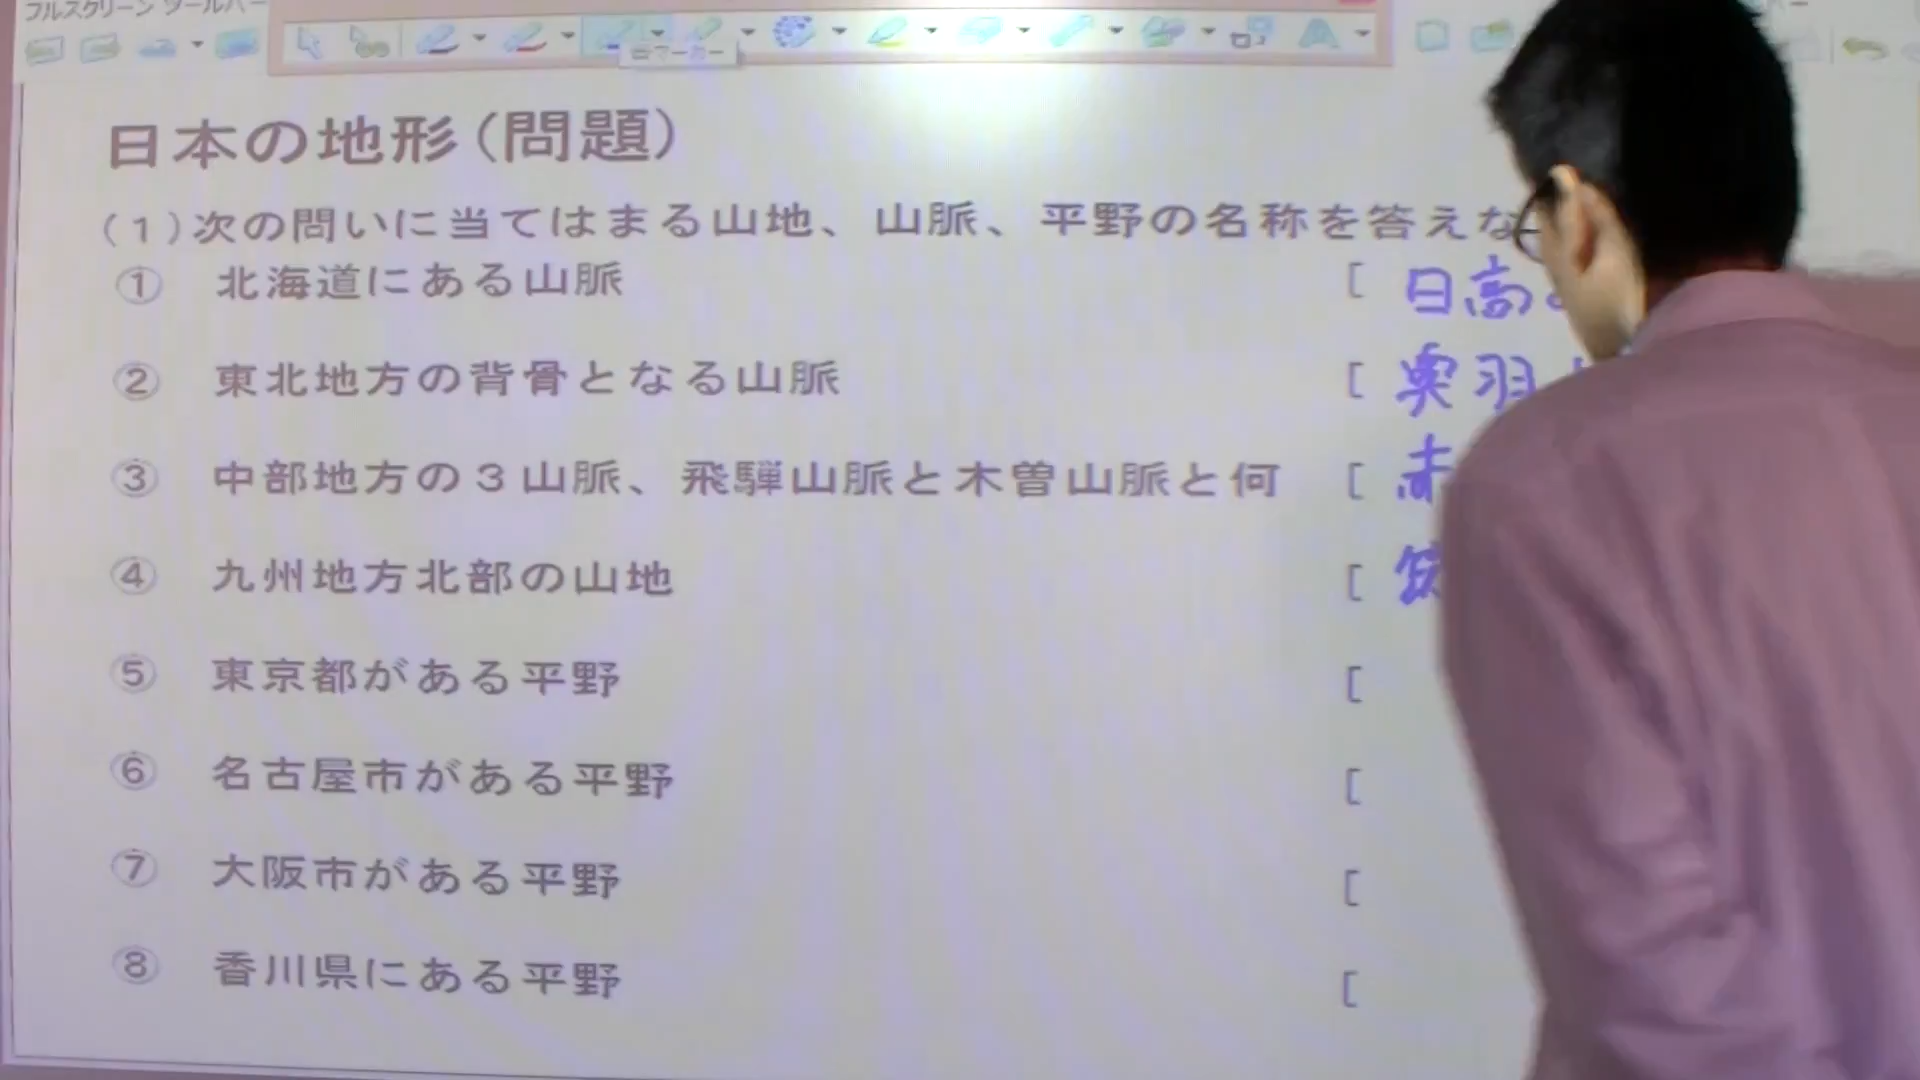 フルスクリーン ツールバー
日本の地形(問題)
(1)次の問いに当てはまる山地、山脈、平野の名称を答えな
① 北海道にある山脈 [ 日高
② 東北地方の背骨となる山脈 [ 奥羽
③ 中部地方の3山脈、飛騨山脈と木曽山脈と何 [ 赤
④ 九州地方北部の山地 [ 筑
⑤ 東京都がある平野 [
⑥ 名古屋市がある平野 [
⑦ 大阪市がある平野 [
⑧ 香川県にある平野 [